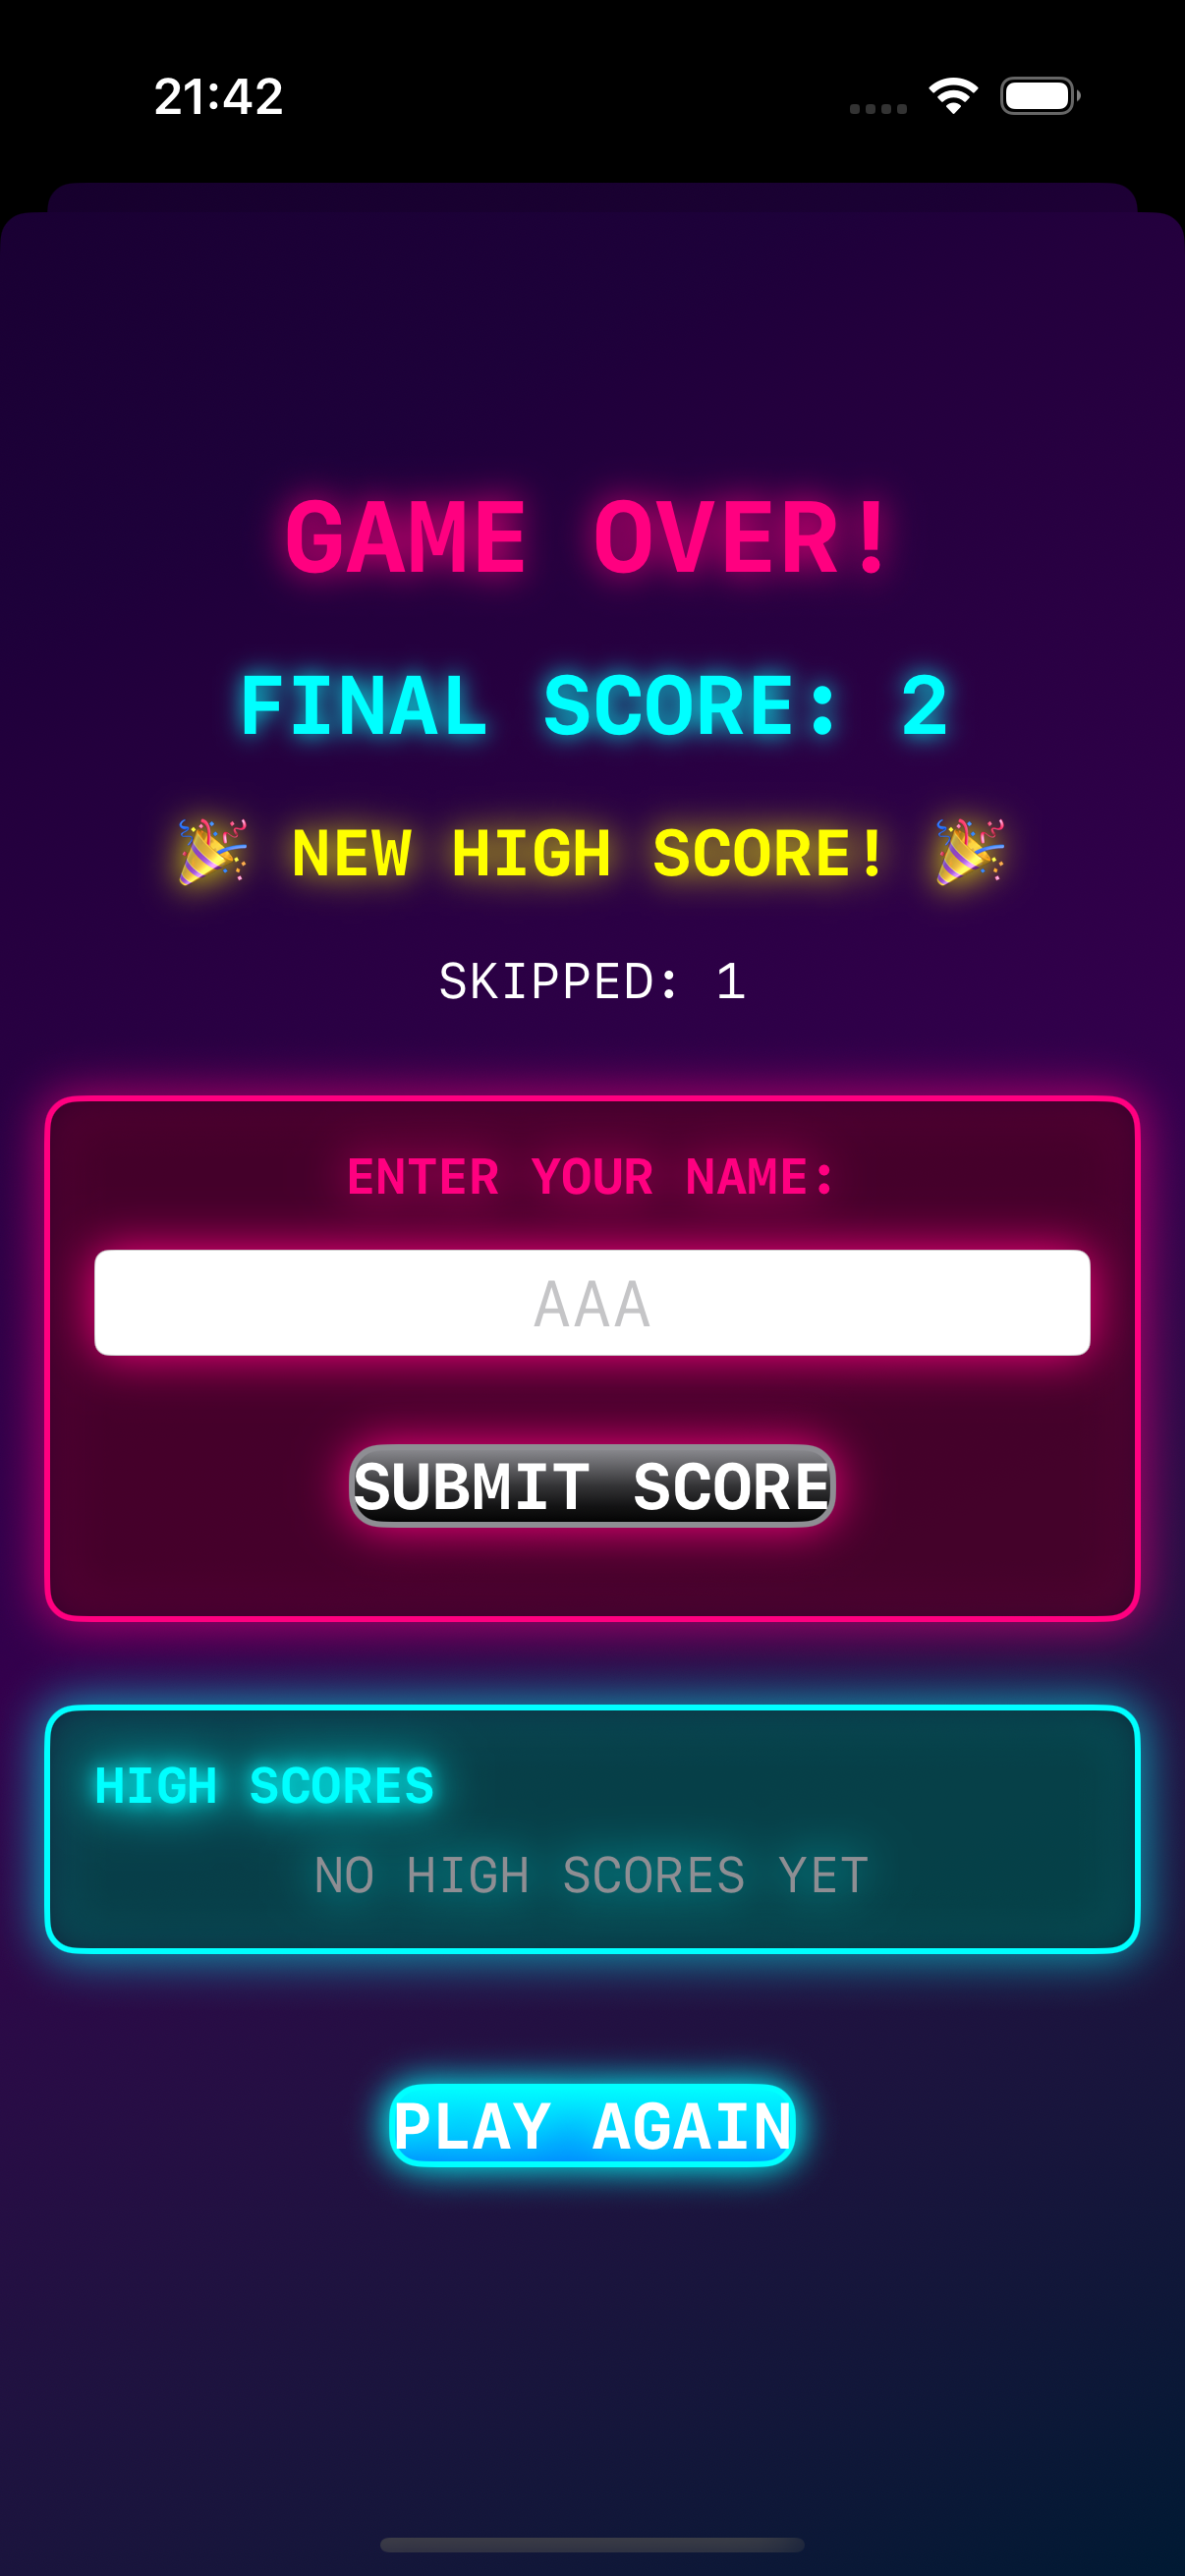 21:42
GAME OVER!
FINAL SCORE: 2
🎉 NEW HIGH SCORE! 🎉
SKIPPED: 1
ENTER YOUR NAME:
AAA
SUBMIT SCORE
HIGH SCORES
NO HIGH SCORES YET
PLAY AGAIN